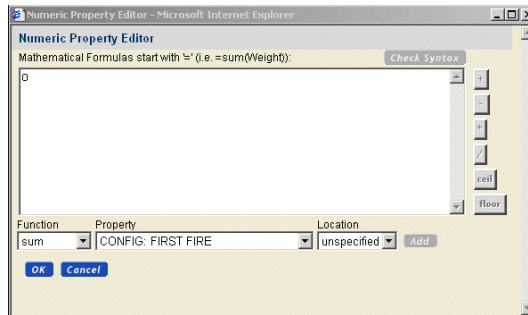 Numeric Property Editor - Microsoft Internet Explorer
Numeric Property Editor
Mathematical Formulas start with '=' (i.e. =sum(Weight)):
Check Syntax
0
+
-
*
/
ceil
floor
Function Property Location
sum CONFIG: FIRST FIRE unspecified Add
OK Cancel